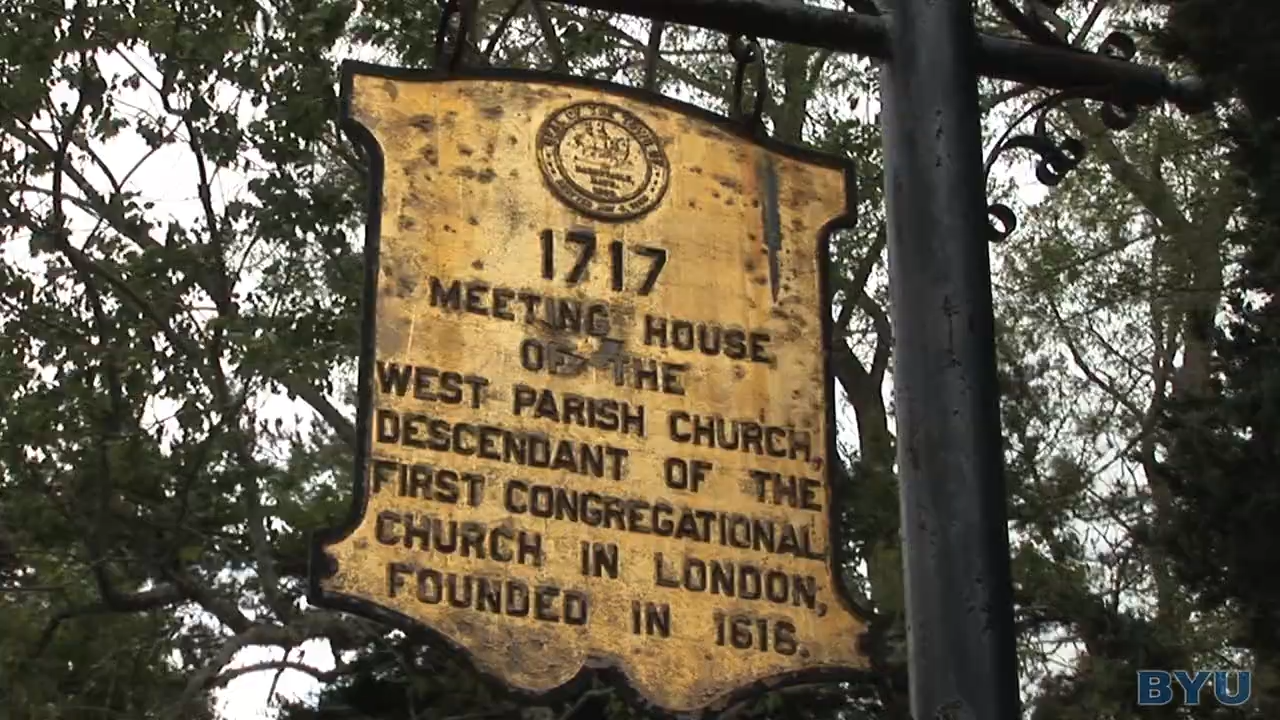 1717
MEETING HOUSE
OF THE
WEST PARISH CHURCH,
DESCENDANT OF THE
FIRST CONGREGATIONAL
CHURCH IN LONDON,
FOUNDED IN 1616.
BYU